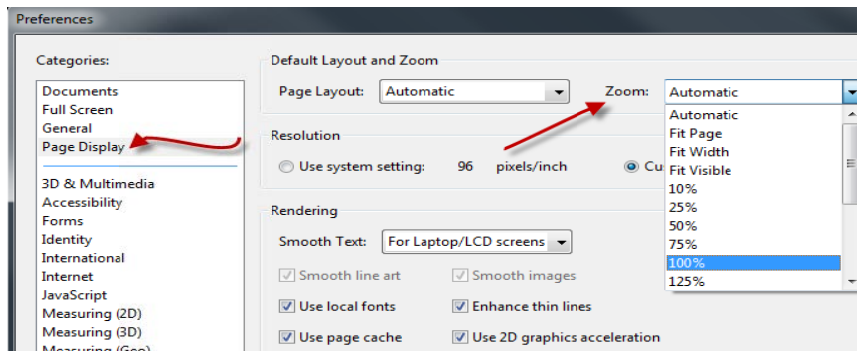 Preferences
Categories:
Documents
Full Screen
General
Page Display
3D & Multimedia
Accessibility
Forms
Identity
International
Internet
JavaScript
Measuring (2D)
Measuring (3D)
Measuring (Geo)
Default Layout and Zoom
Page Layout: Automatic Zoom: Automatic
Automatic
Fit Page
Fit Width
Fit Visible
10%
25%
50%
75%
100%
125%
Resolution
Use system setting: 96 pixels/inch Cu
Rendering
Smooth Text: For Laptop/LCD screens
Smooth line art Smooth images
Use local fonts Enhance thin lines
Use page cache Use 2D graphics acceleration